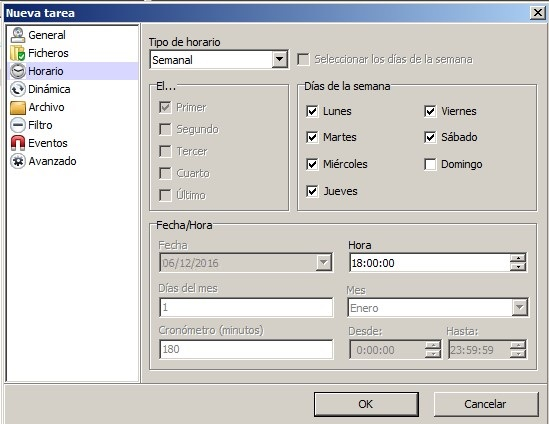 Nueva tarea
General
Ficheros
Horario
Dinámica
Archivo
Filtro
Eventos
Avanzado
Tipo de horario
Semanal
Seleccionar los días de la semana
El...
Primer
Segundo
Tercer
Cuarto
Último
Días de la semana
Lunes
Viernes
Martes
Sábado
Miércoles
Domingo
Jueves
Fecha/Hora
Fecha
Hora
06/12/2016
18:00:00
Días del mes
Mes
1
Enero
Cronómetro (minutos)
Desde:
Hasta:
180
0:00:00
23:59:59
OK
Cancelar